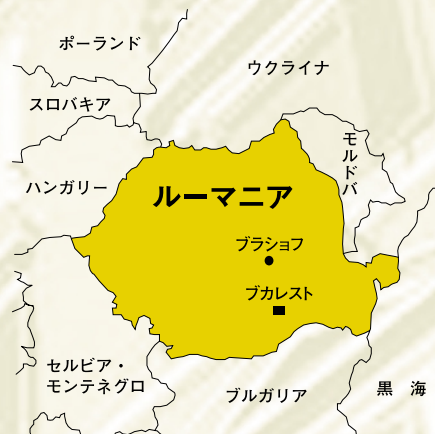 ポーランド
ウクライナ
スロバキア
モルドバ
ハンガリー
ルーマニア
ブラショフ
ブカレスト
セルビア・
モンテネグロ
ブルガリア
黒 海